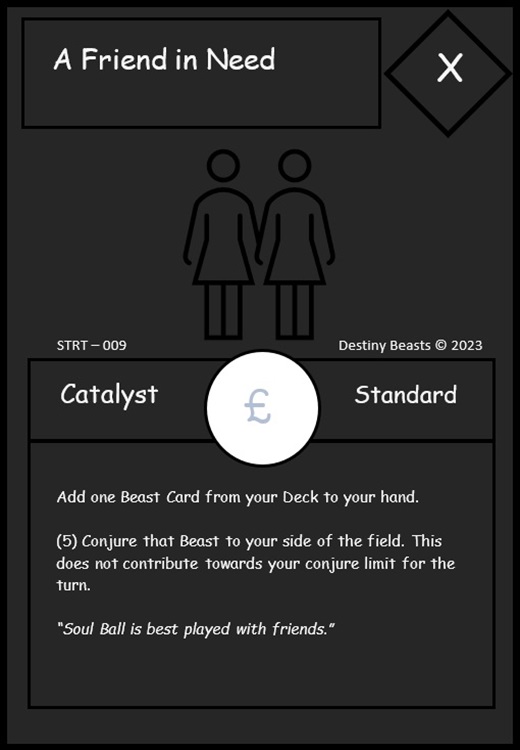 A Friend in Need
X
STRT – 009
Destiny Beasts © 2023
Catalyst
£
Standard
Add one Beast Card from your Deck to your hand.
(5) Conjure that Beast to your side of the field. This
does not contribute towards your conjure limit for the
turn.
“Soul Ball is best played with friends.”